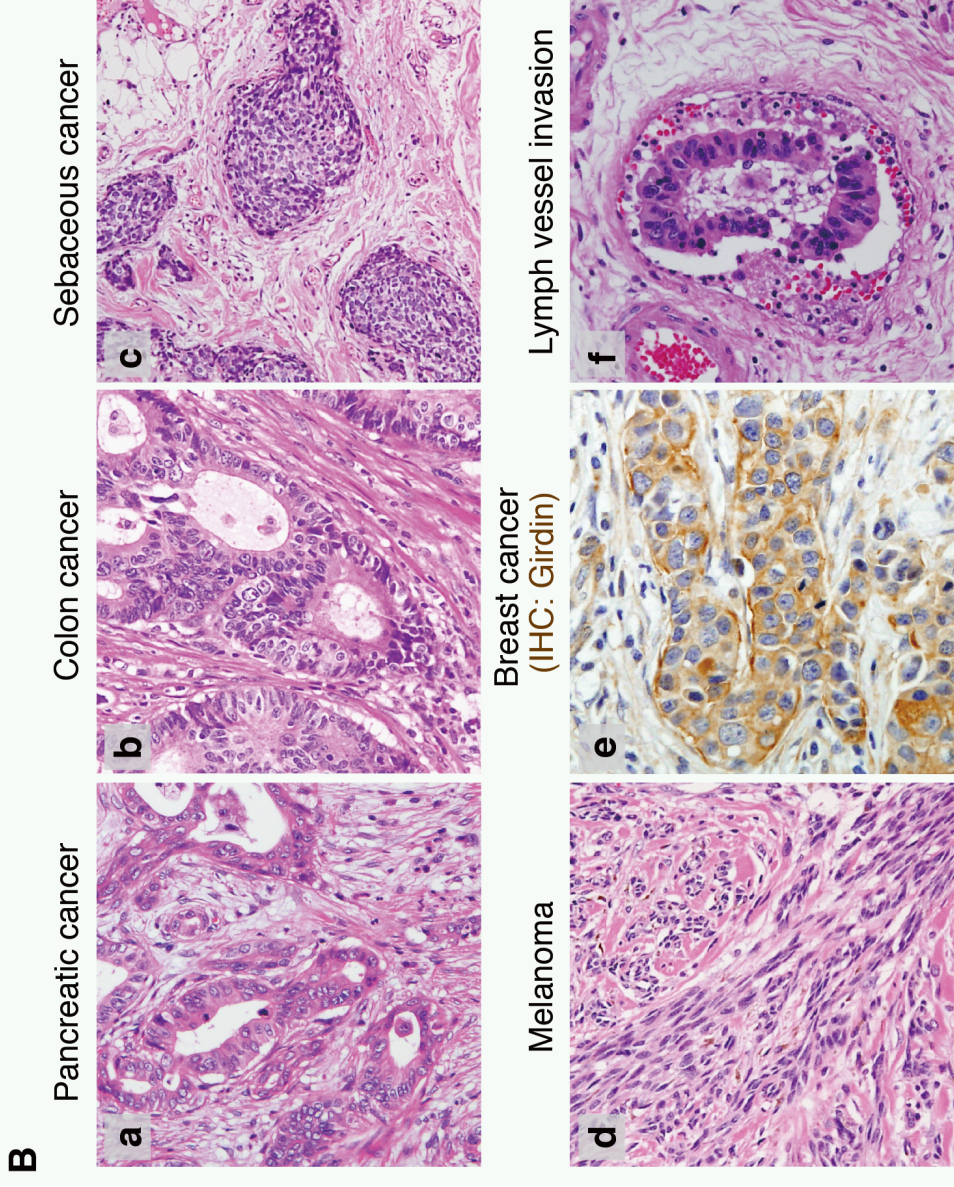 B
Pancreatic cancer
Colon cancer
Sebaceous cancer
a
b
c
Melanoma
Breast cancer
(IHC: Girdin)
Lymph vessel invasion
d
e
f